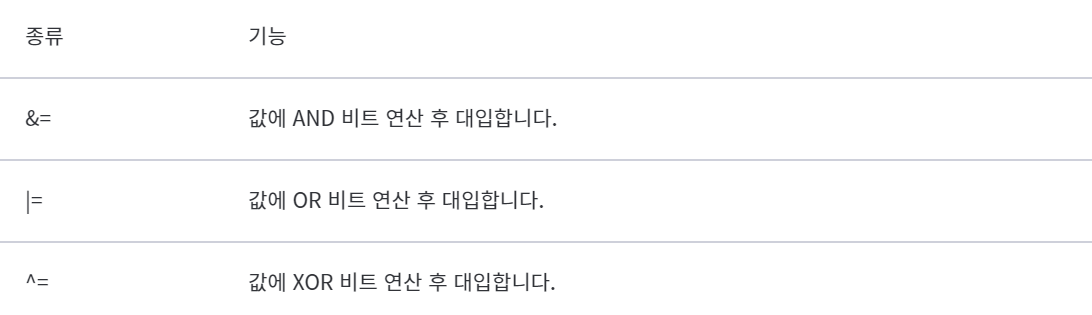 종류 기능
&= 값에 AND 비트 연산 후 대입합니다.
|= 값에 OR 비트 연산 후 대입합니다.
^= 값에 XOR 비트 연산 후 대입합니다.